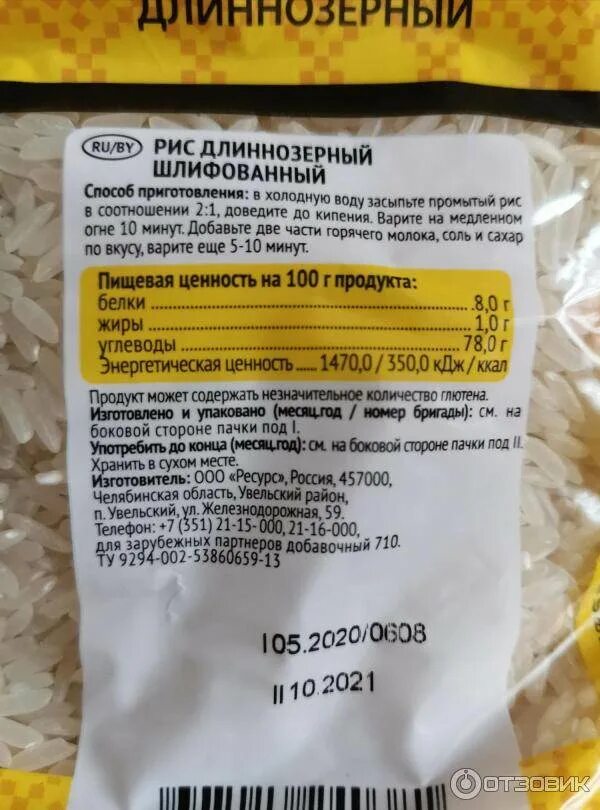 ДЛИННОЗЕРНЫЙ
RU/BY
РИС ДЛИННОЗЕРНЫЙ
ШЛИФОВАННЫЙ
Способ приготовления: в холодную воду засыпьте промытый рис
в соотношении 2:1, доведите до кипения. Варите на медленном
огне 10 минут. Добавьте две части горячего молока, соль и сахар
по вкусу, варите еще 5-10 минут.
Пищевая ценность на 100 г продукта:
белки 8,0 г
жиры 1,0 г
углеводы 78,0 г
Энергетическая ценность 1470,0 / 350,0 кДж / ккал
Продукт может содержать незначительное количество глютена.
Изготовлено и упаковано (месяц.год / номер бригады): см. на
боковой стороне пачки под I.
Употребить до конца (месяц.год): см. на боковой стороне пачки под II.
Хранить в сухом месте.
Изготовитель: ООО «Ресурс», Россия, 457000,
Челябинская область, Увельский район,
п. Увельский, ул. Железнодорожная, 59.
Телефон: +7 (351) 21-15-000, 21-16-000,
для зарубежных партнеров добавочный 710.
ТУ 9294-002-53860659-13
I 05.2020/0608
II 10.2021
ОТЗОВИК